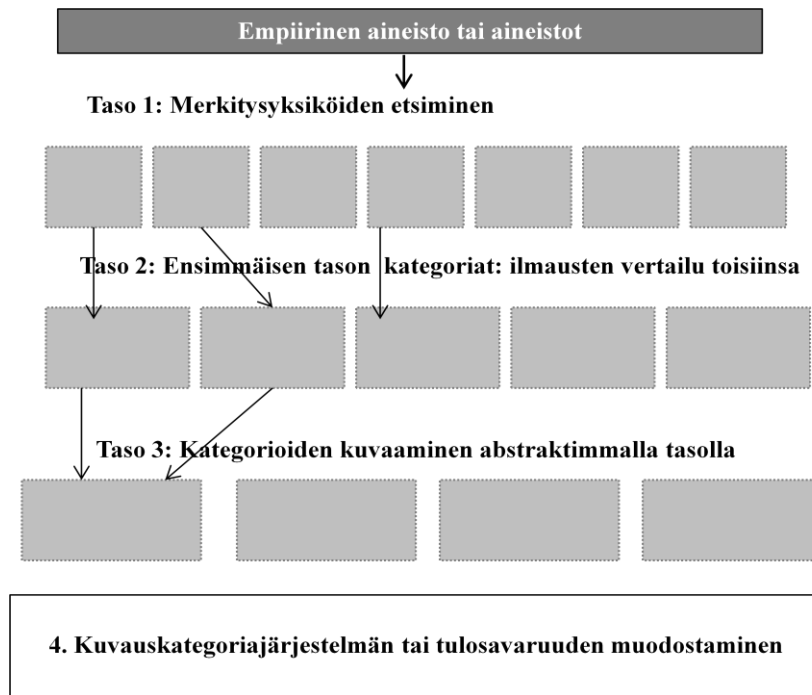 Empiirinen aineisto tai aineistot
Taso 1: Merkitysyksiköiden etsiminen
Taso 2: Ensimmäisen tason kategoriat: ilmausten vertailu toisiinsa
Taso 3: Kategorioiden kuvaaminen abstraktimmalla tasolla
4. Kuvauskategoriajärjestelmän tai tulosavaruuden muodostaminen